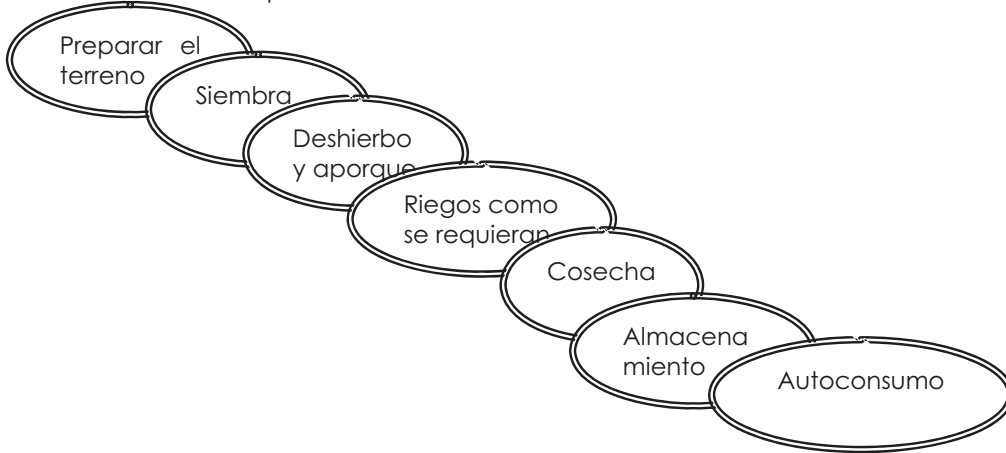 Preparar el
terreno
Siembra
Deshierbo
y aporque
Riegos como
se requieran
Cosecha
Almacena
miento
Autoconsumo